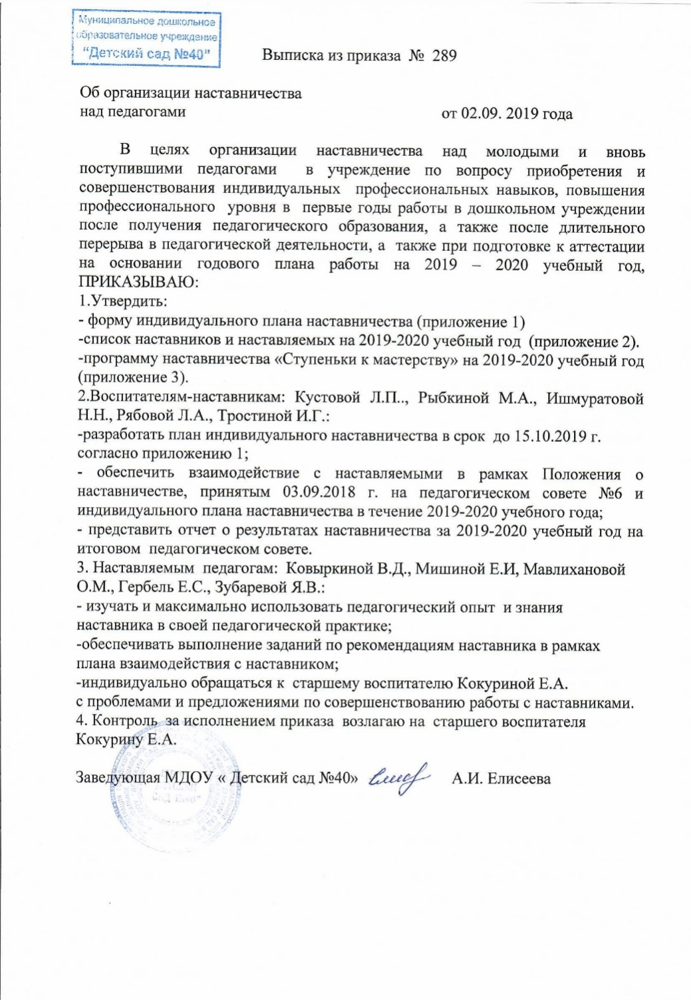 Муниципальное дошкольное
образовательное учреждение
"Детский сад №40"
Выписка из приказа № 289
Об организации наставничества
над педагогами от 02.09. 2019 года
В целях организации наставничества над молодыми и вновь
поступившими педагогами в учреждение по вопросу приобретения и
совершенствования индивидуальных профессиональных навыков, повышения
профессионального уровня в первые годы работы в дошкольном учреждении
после получения педагогического образования, а также после длительного
перерыва в педагогической деятельности, а также при подготовке к аттестации
на основании годового плана работы на 2019 – 2020 учебный год,
ПРИКАЗЫВАЮ:
1.Утвердить:
- форму индивидуального плана наставничества (приложение 1)
-список наставников и наставляемых на 2019-2020 учебный год (приложение 2).
-программу наставничества «Ступеньки к мастерству» на 2019-2020 учебный год
(приложение 3).
2.Воспитателям-наставникам: Кустовой Л.П.., Рыбкиной М.А., Ишмуратовой
Н.Н., Рябовой Л.А., Тростиной И.Г.:
-разработать план индивидуального наставничества в срок до 15.10.2019 г.
согласно приложению 1;
- обеспечить взаимодействие с наставляемыми в рамках Положения о
наставничестве, принятым 03.09.2018 г. на педагогическом совете №6 и
индивидуального плана наставничества в течение 2019-2020 учебного года;
- представить отчет о результатах наставничества за 2019-2020 учебный год на
итоговом педагогическом совете.
3. Наставляемым педагогам: Ковыркиной В.Д., Мишиной Е.И, Мавлихановой
О.М., Гербель Е.С., Зубаревой Я.В.:
- изучать и максимально использовать педагогический опыт и знания
наставника в своей педагогической практике;
-обеспечивать выполнение заданий по рекомендациям наставника в рамках
плана взаимодействия с наставником;
-индивидуально обращаться к старшему воспитателю Кокуриной Е.А.
с проблемами и предложениями по совершенствованию работы с наставниками.
4. Контроль за исполнением приказа возлагаю на старшего воспитателя
Кокурину Е.А.
Заведующая МДОУ « Детский сад №40» А.И. Елисеева